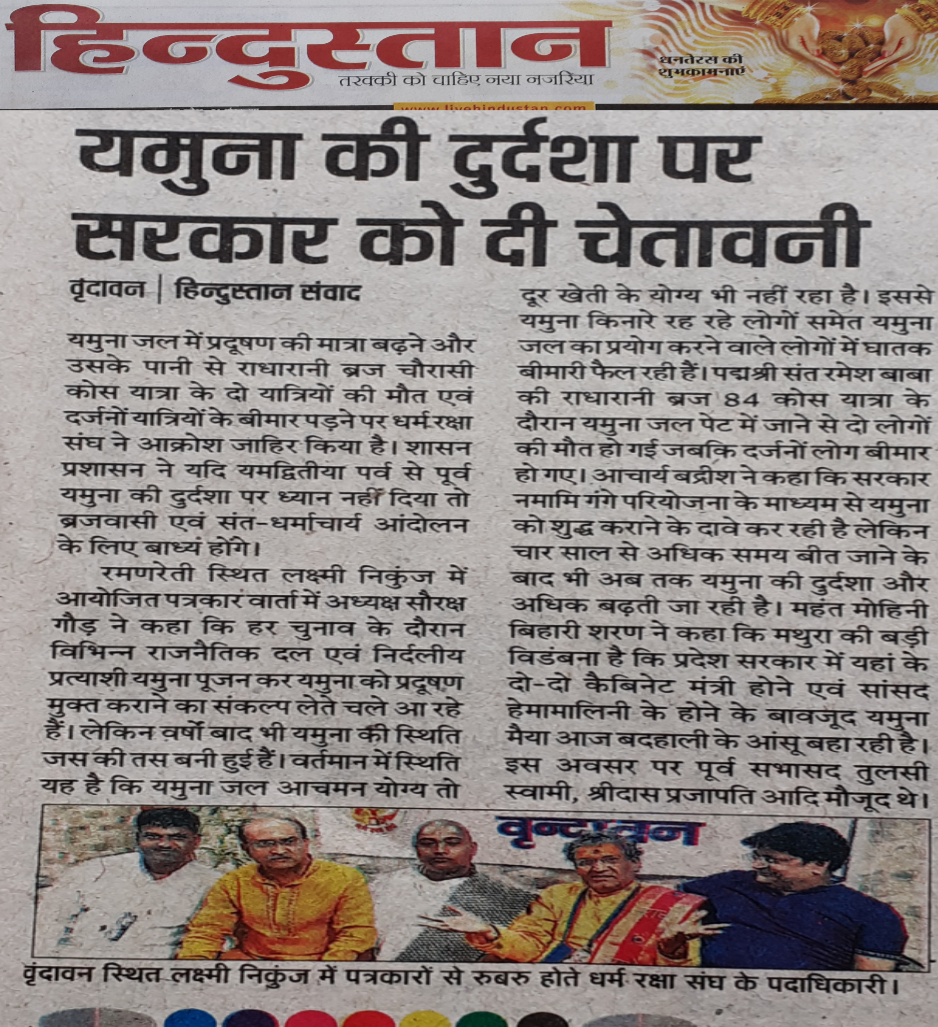 हिन्दुस्तान
तरक्की को चाहिए नया नजरिया
धनतेरस की
शुभकामनाएँ
www.livehindustan.com
यमुना की दुर्दशा पर
सरकार को दी चेतावनी
वृंदावन | हिन्दुस्तान संवाद
यमुना जल में प्रदूषण की मात्रा बढ़ने और
उसके पानी से राधारानी ब्रज चौरासी
कोस यात्रा के दो यात्रियों की मौत एवं
दर्जनों यात्रियों के बीमार पड़ने पर धर्म रक्षा
संघ ने आक्रोश जाहिर किया है। शासन
प्रशासन ने यदि यमद्वितीया पर्व से पूर्व
यमुना की दुर्दशा पर ध्यान नहीं दिया तो
ब्रजवासी एवं संत-धर्माचार्य आंदोलन
के लिए बाध्य होंगे।
रमणरेती स्थित लक्ष्मी निकुंज में
आयोजित पत्रकार वार्ता में अध्यक्ष सौरक्ष
गौड़ ने कहा कि हर चुनाव के दौरान
विभिन्न राजनैतिक दल एवं निर्दलीय
प्रत्याशी यमुना पूजन कर यमुना को प्रदूषण
मुक्त कराने का संकल्प लेते चले आ रहे
हैं। लेकिन वर्षो बाद भी यमुना की स्थिति
जस की तस बनी हुई हैं। वर्तमान में स्थिति
यह है कि यमुना जल आचमन योग्य तो
दूर खेती के योग्य भी नहीं रहा है। इससे
यमुना किनारे रह रहे लोगों समेत यमुना
जल का प्रयोग करने वाले लोगों में घातक
बीमारी फैल रही हैं। पद्मश्री संत रमेश बाबा
की राधारानी ब्रज 84 कोस यात्रा के
दौरान यमुना जल पेट में जाने से दो लोगों
की मौत हो गई जबकि दर्जनों लोग बीमार
हो गए। आचार्य बद्रीश ने कहा कि सरकार
नमामि गंगे परियोजना के माध्यम से यमुना
को शुद्ध कराने के दावे कर रही है लेकिन
चार साल से अधिक समय बीत जाने के
बाद भी अब तक यमुना की दुर्दशा और
अधिक बढ़ती जा रही है। महंत मोहिनी
बिहारी शरण ने कहा कि मथुरा की बड़ी
विडंबना है कि प्रदेश सरकार में यहां के
दो-दो कैबिनेट मंत्री होने एवं सांसद
हेमामालिनी के होने के बावजूद यमुना
मैया आज बदहाली के आंसू बहा रही है।
इस अवसर पर पूर्व सभासद तुलसी
स्वामी, श्रीदास प्रजापति आदि मौजूद थे।
वृन्दावन
वृंदावन स्थित लक्ष्मी निकुंज में पत्रकारों से रुबरु होते धर्म रक्षा संघ के पदाधिकारी।